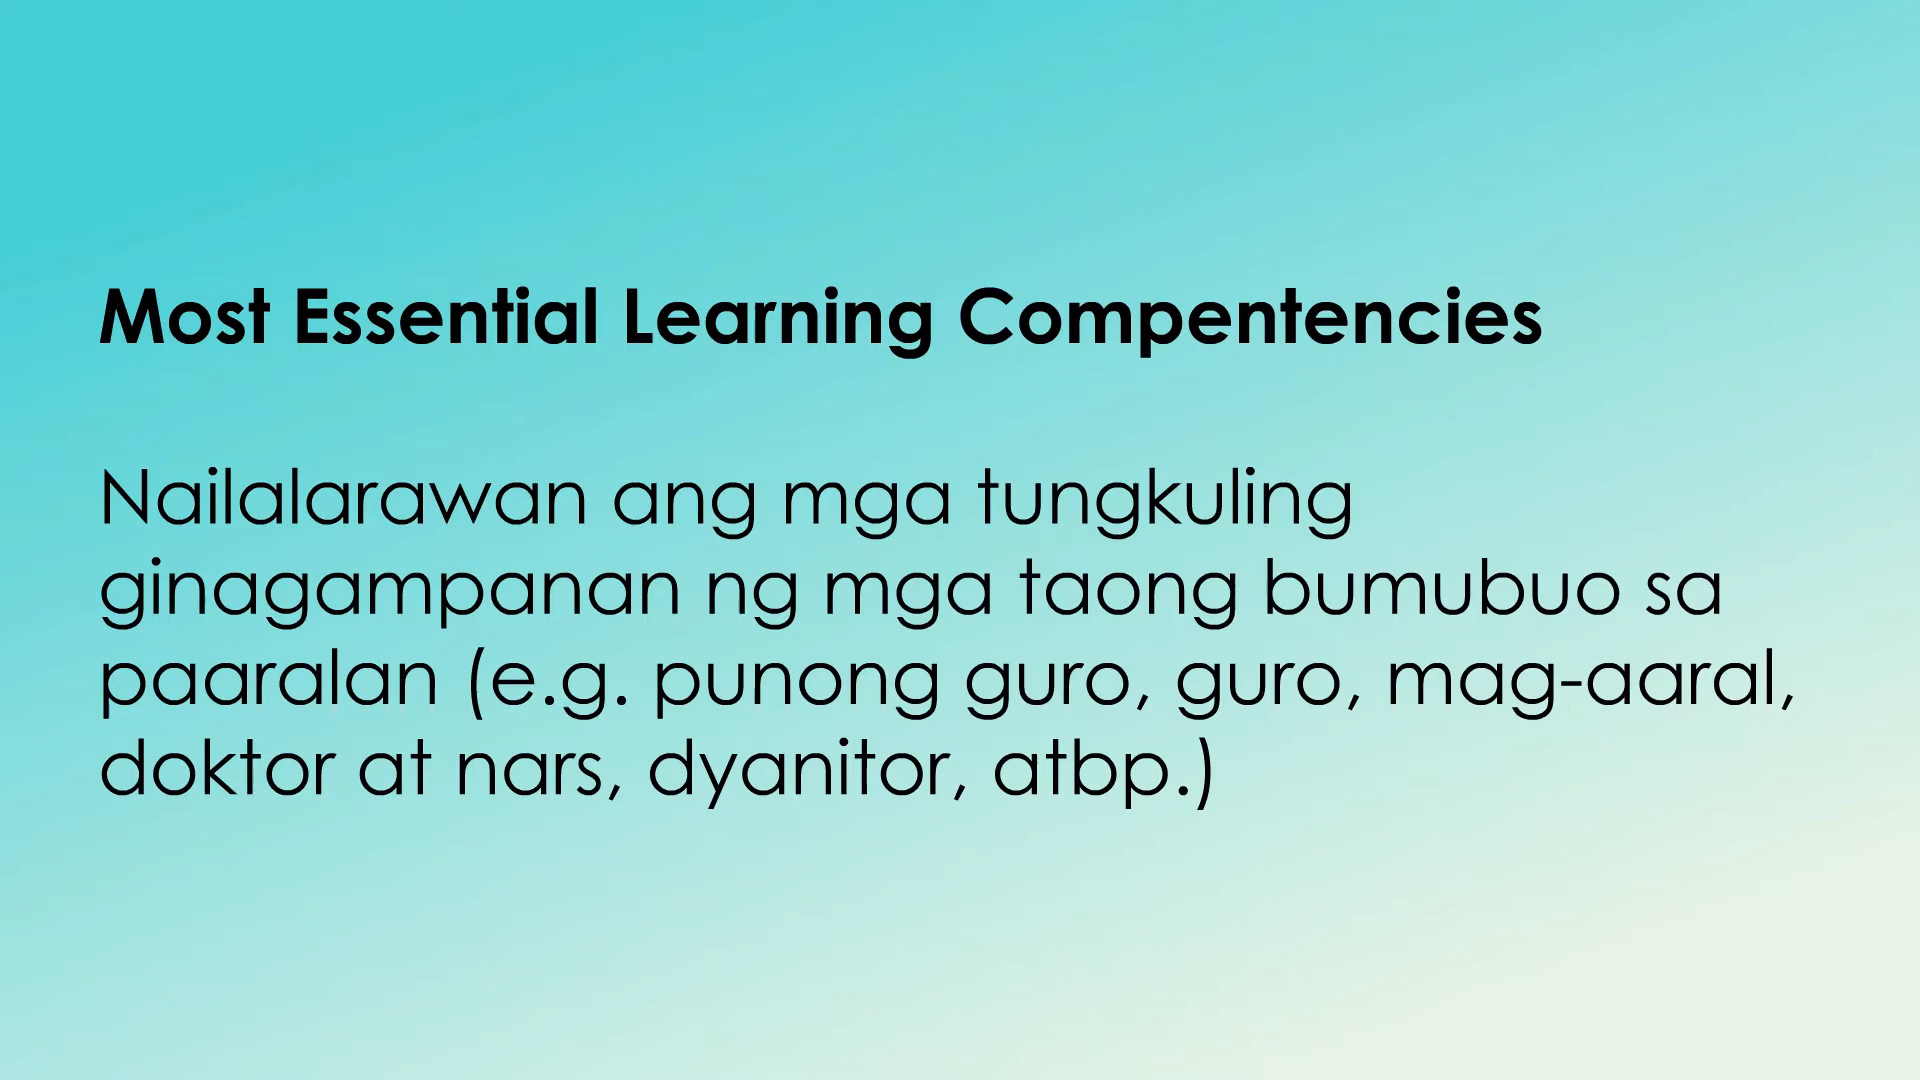 Most Essential Learning Compentencies
Nailalarawan ang mga tungkuling
ginagampanan ng mga taong bumubuo sa
paaralan (e.g. punong guro, guro, mag-aaral,
doktor at nars, dyanitor, atbp.)